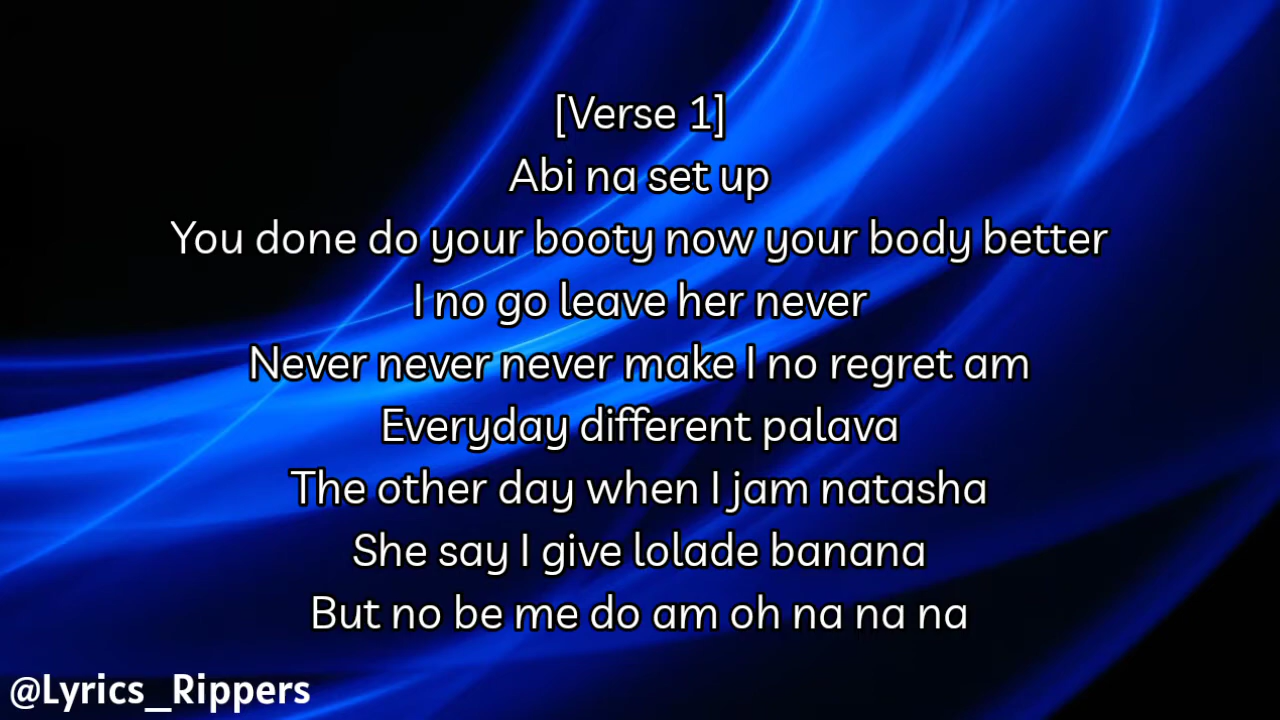 [Verse 1]
Abi na set up
You done do your booty now your body better
I no go leave her never
Never never never make I no regret am
Everyday different palava
The other day when I jam natasha
She say I give lolade banana
But no be me do am oh na na na
@Lyrics_Rippers